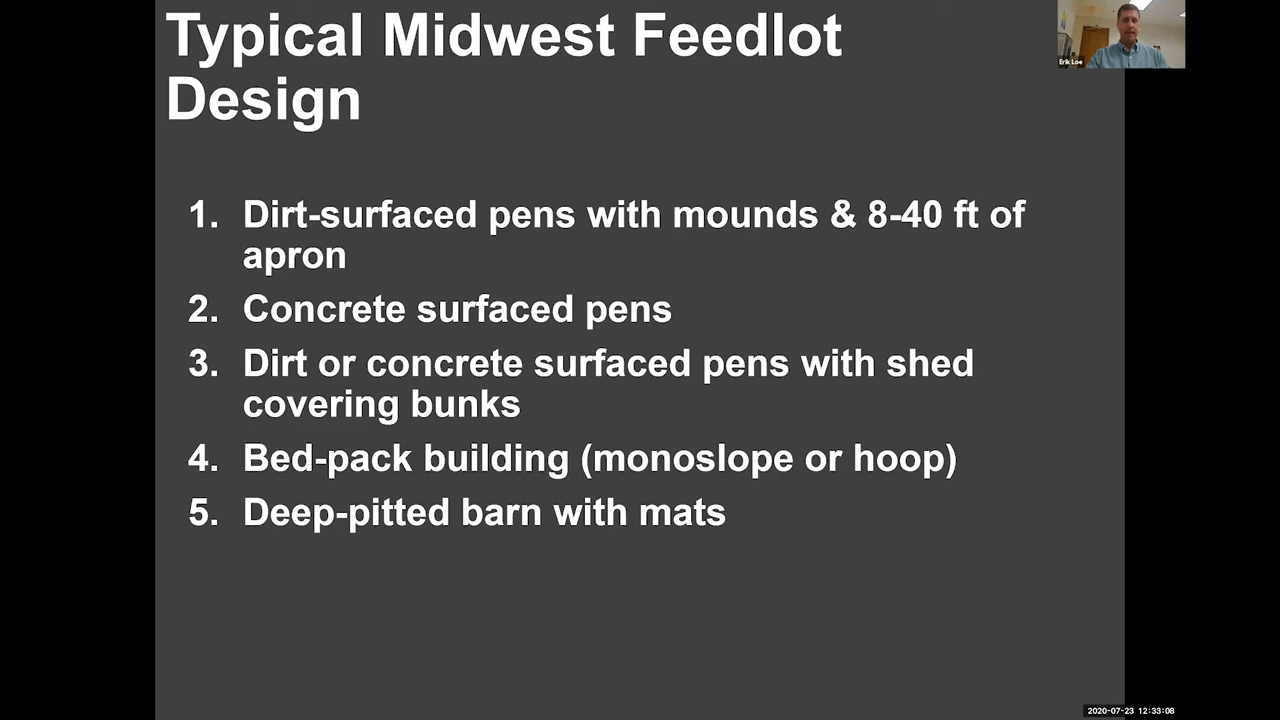 Typical Midwest Feedlot
Design
Erik Loe
1. Dirt-surfaced pens with mounds & 8-40 ft of
apron
2. Concrete surfaced pens
3. Dirt or concrete surfaced pens with shed
covering bunks
4. Bed-pack building (monoslope or hoop)
5. Deep-pitted barn with mats
2020-07-23 12:33:08